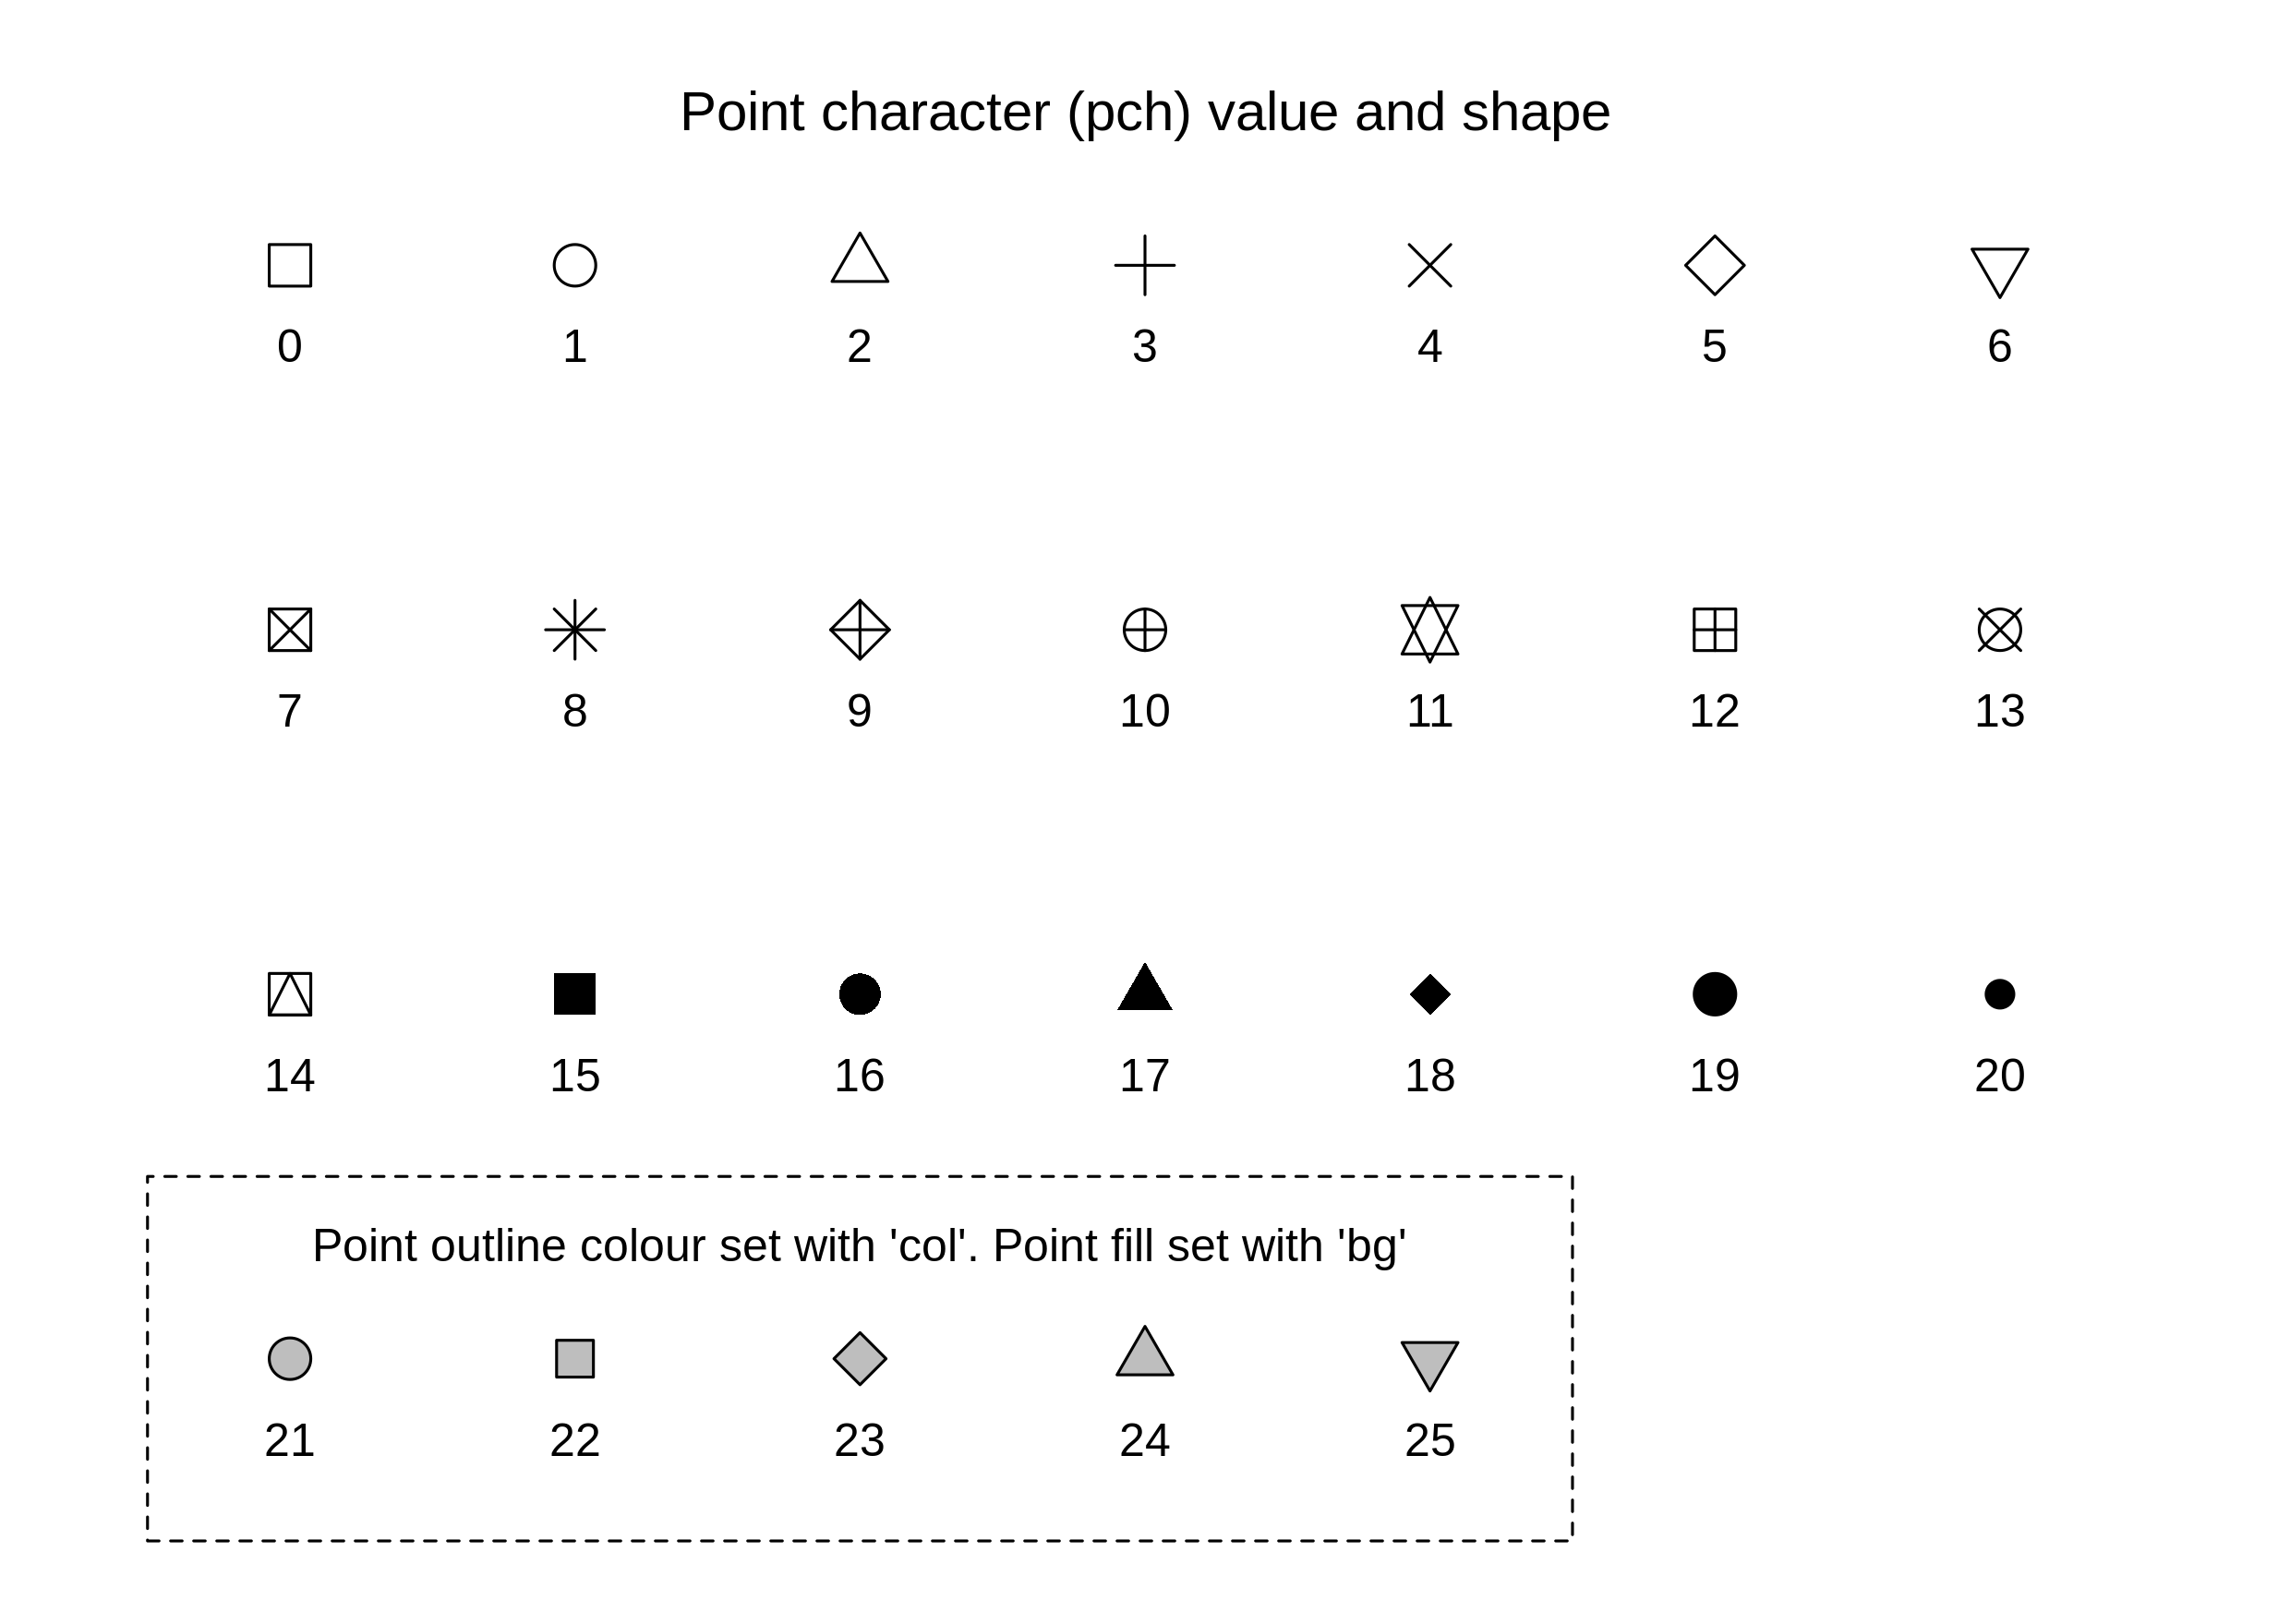 Point character (pch) value and shape
0 1 2 3 4 5 6
7 8 9 10 11 12 13
14 15 16 17 18 19 20
Point outline colour set with 'col'. Point fill set with 'bg'
21 22 23 24 25